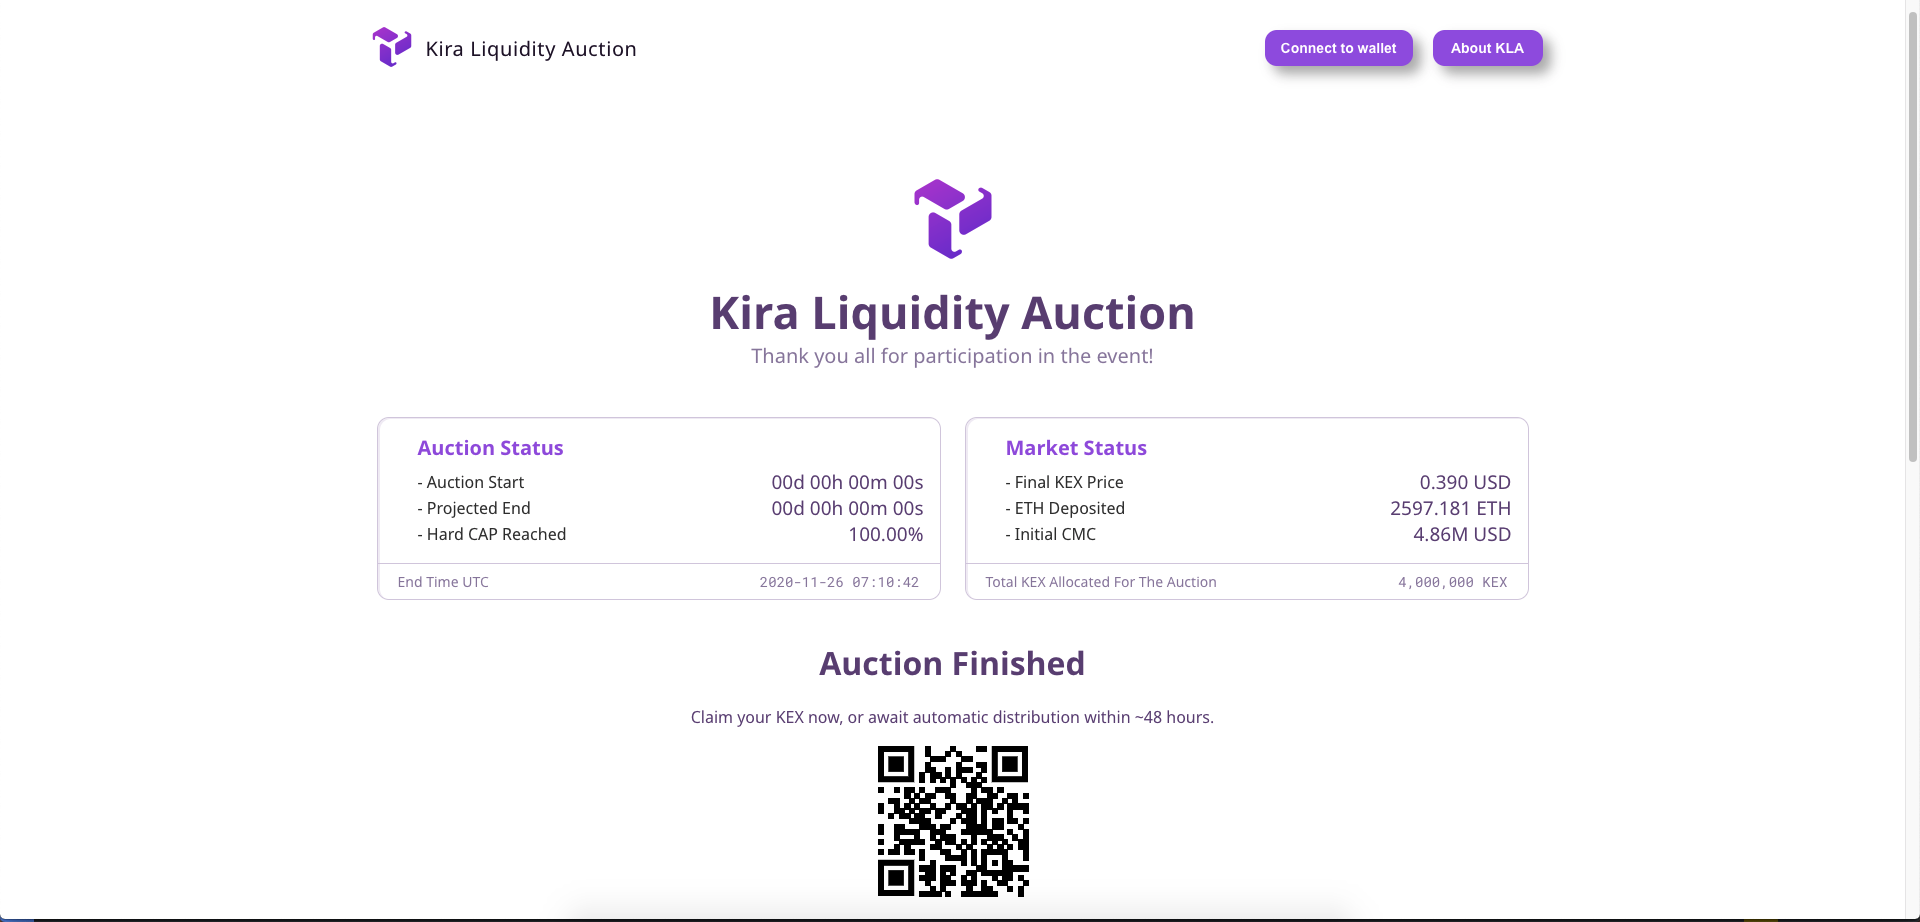 Kira Liquidity Auction
Connect to wallet
About KLA
Kira Liquidity Auction
Thank you all for participation in the event!
Auction Status
- Auction Start 00d 00h 00m 00s
- Projected End 00d 00h 00m 00s
- Hard CAP Reached 100.00%
End Time UTC 2020-11-26 07:10:42
Market Status
- Final KEX Price 0.390 USD
- ETH Deposited 2597.181 ETH
- Initial CMC 4.86M USD
Total KEX Allocated For The Auction 4,000,000 KEX
Auction Finished
Claim your KEX now, or await automatic distribution within ~48 hours.